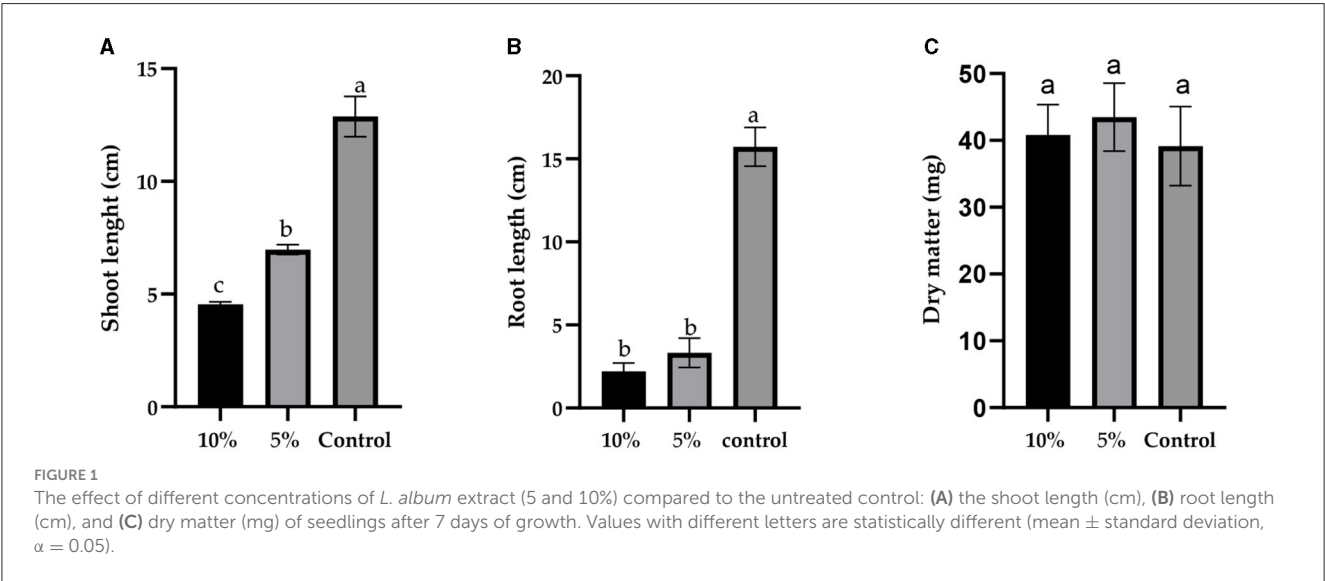 A
Shoot lenght (cm)
15
10
5
0
c
b
a
10% 5% Control
B
Root length (cm)
20
15
10
5
0
b
b
a
10% 5% control
C
Dry matter (mg)
50
40
30
20
10
0
a
a
a
10% 5% Control
FIGURE 1
The effect of different concentrations of L. album extract (5 and 10%) compared to the untreated control: (A) the shoot length (cm), (B) root length
(cm), and (C) dry matter (mg) of seedlings after 7 days of growth. Values with different letters are statistically different (mean ± standard deviation,
α = 0.05).